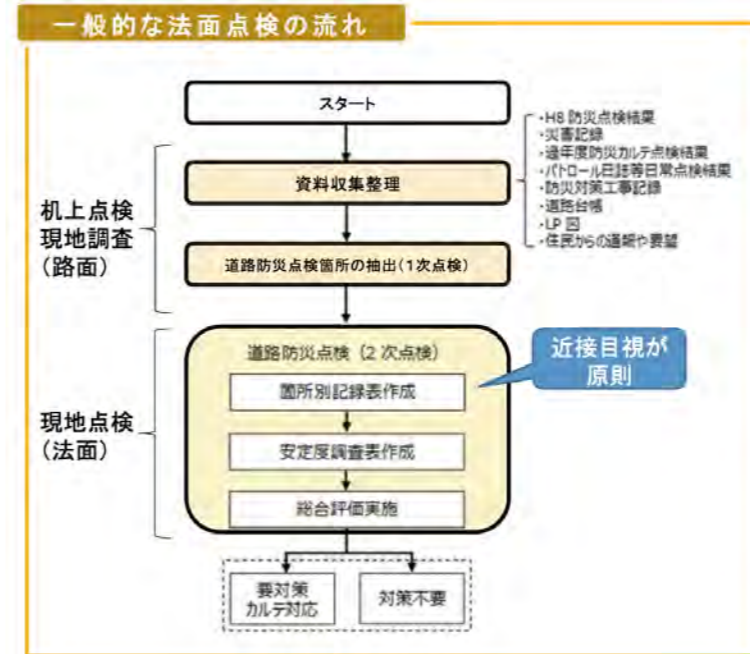 一般的な法面点検の流れ
スタート
・H8 防災点検結果
・災害記録
・過年度防災カルテ点検結果
・パトロール日誌等日常点検結果
・防災対策工事記録
・道路台帳
・LP 図
・住民からの通報や要望
資料収集整理
机上点検
現地調査
（路面）
道路防災点検箇所の抽出（1次点検）
道路防災点検（2 次点検）
近接目視が
原則
箇所別記録表作成
現地点検
（法面）
安定度調査表作成
総合評価実施
要対策
カルテ対応
対策不要